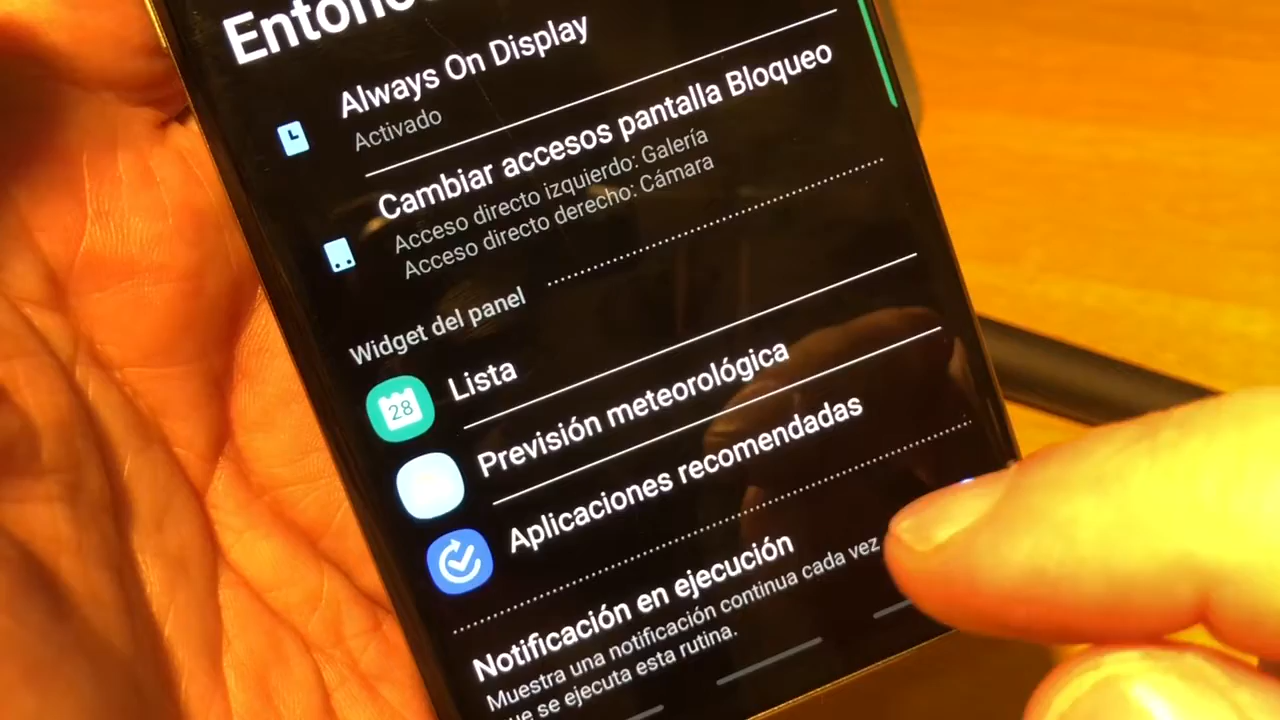 Always On Display
Activado
Cambiar accesos pantalla Bloqueo
Acceso directo izquierdo: Galería
Acceso directo derecho: Cámara
Widget del panel
28
Lista
Previsión meteorológica
Aplicaciones recomendadas
Notificación en ejecución
Muestra una notificación continua cada vez
que se ejecuta esta rutina.